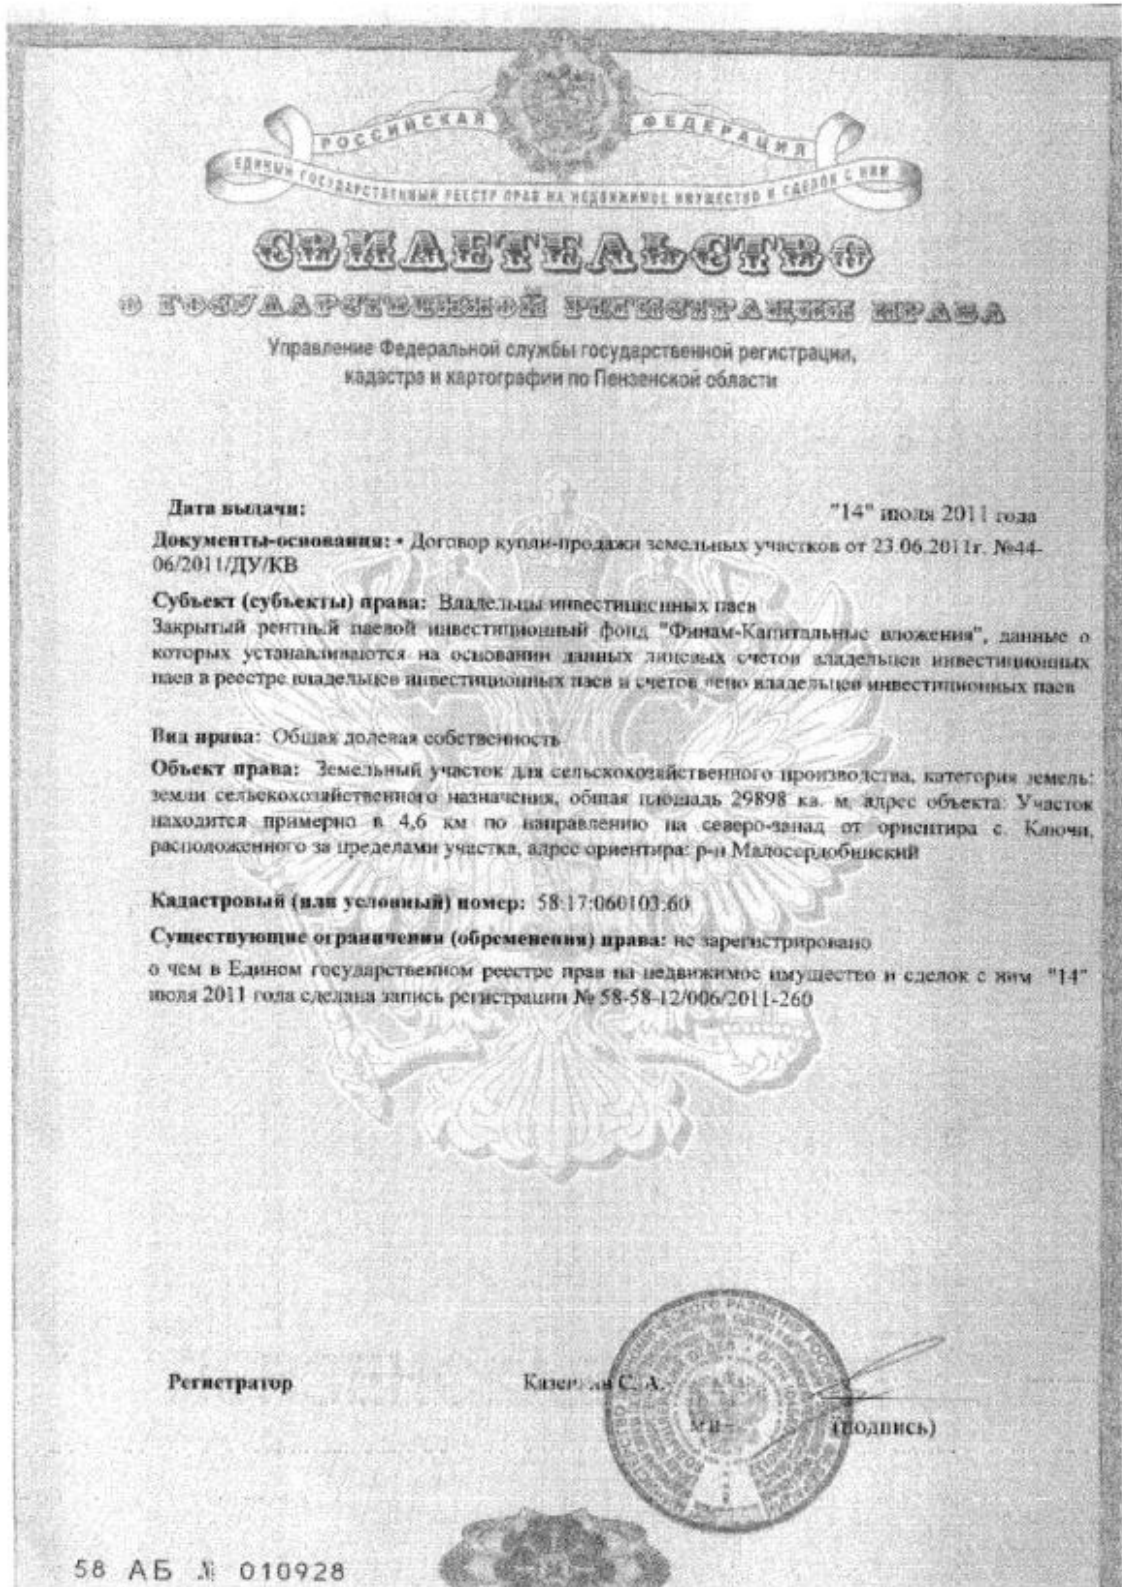 РОССИЙСКАЯ ФЕДЕРАЦИЯ
ЕДИНЫЙ ГОСУДАРСТВЕННЫЙ РЕЕСТР ПРАВ НА НЕДВИЖИМОЕ ИМУЩЕСТВО И СДЕЛОК С НИМ
СВИДЕТЕЛЬСТВО
О ГОСУДАРСТВЕННОЙ РЕГИСТРАЦИИ ПРАВА
Управление Федеральной службы государственной регистрации,
кадастра и картографии по Пензенской области
Дата выдачи: "14" июля 2011 года
Документы-основания: • Договор купли-продажи земельных участков от 23.06.2011г. №44-
06/2011/ДУ/КВ
Субъект (субъекты) права: Владельцы инвестиционных паев
Закрытый рентный паевой инвестиционный фонд "Финам-Капитальные вложения", данные о
которых устанавливаются на основании данных лицевых счетов владельцев инвестиционных
паев в реестре владельцев инвестиционных паев и счетов депо владельцев инвестиционных паев
Вид права: Общая долевая собственность
Объект права: Земельный участок для сельскохозяйственного производства, категория земель:
земли сельскохозяйственного назначения, общая площадь 29898 кв. м, адрес объекта: Участок
находится примерно в 4,6 км по направлению на северо-запад от ориентира с. Ключи,
расположенного за пределами участка, адрес ориентира: р-н Малосердобинский
Кадастровый (или условный) номер: 58:17:060103:60
Существующие ограничения (обременения) права: не зарегистрировано
о чем в Едином государственном реестре прав на недвижимое имущество и сделок с ним "14"
июля 2011 года сделана запись регистрации № 58-58-12/006/2011-260
Регистратор С. А.
(подпись)
58 АБ № 010928